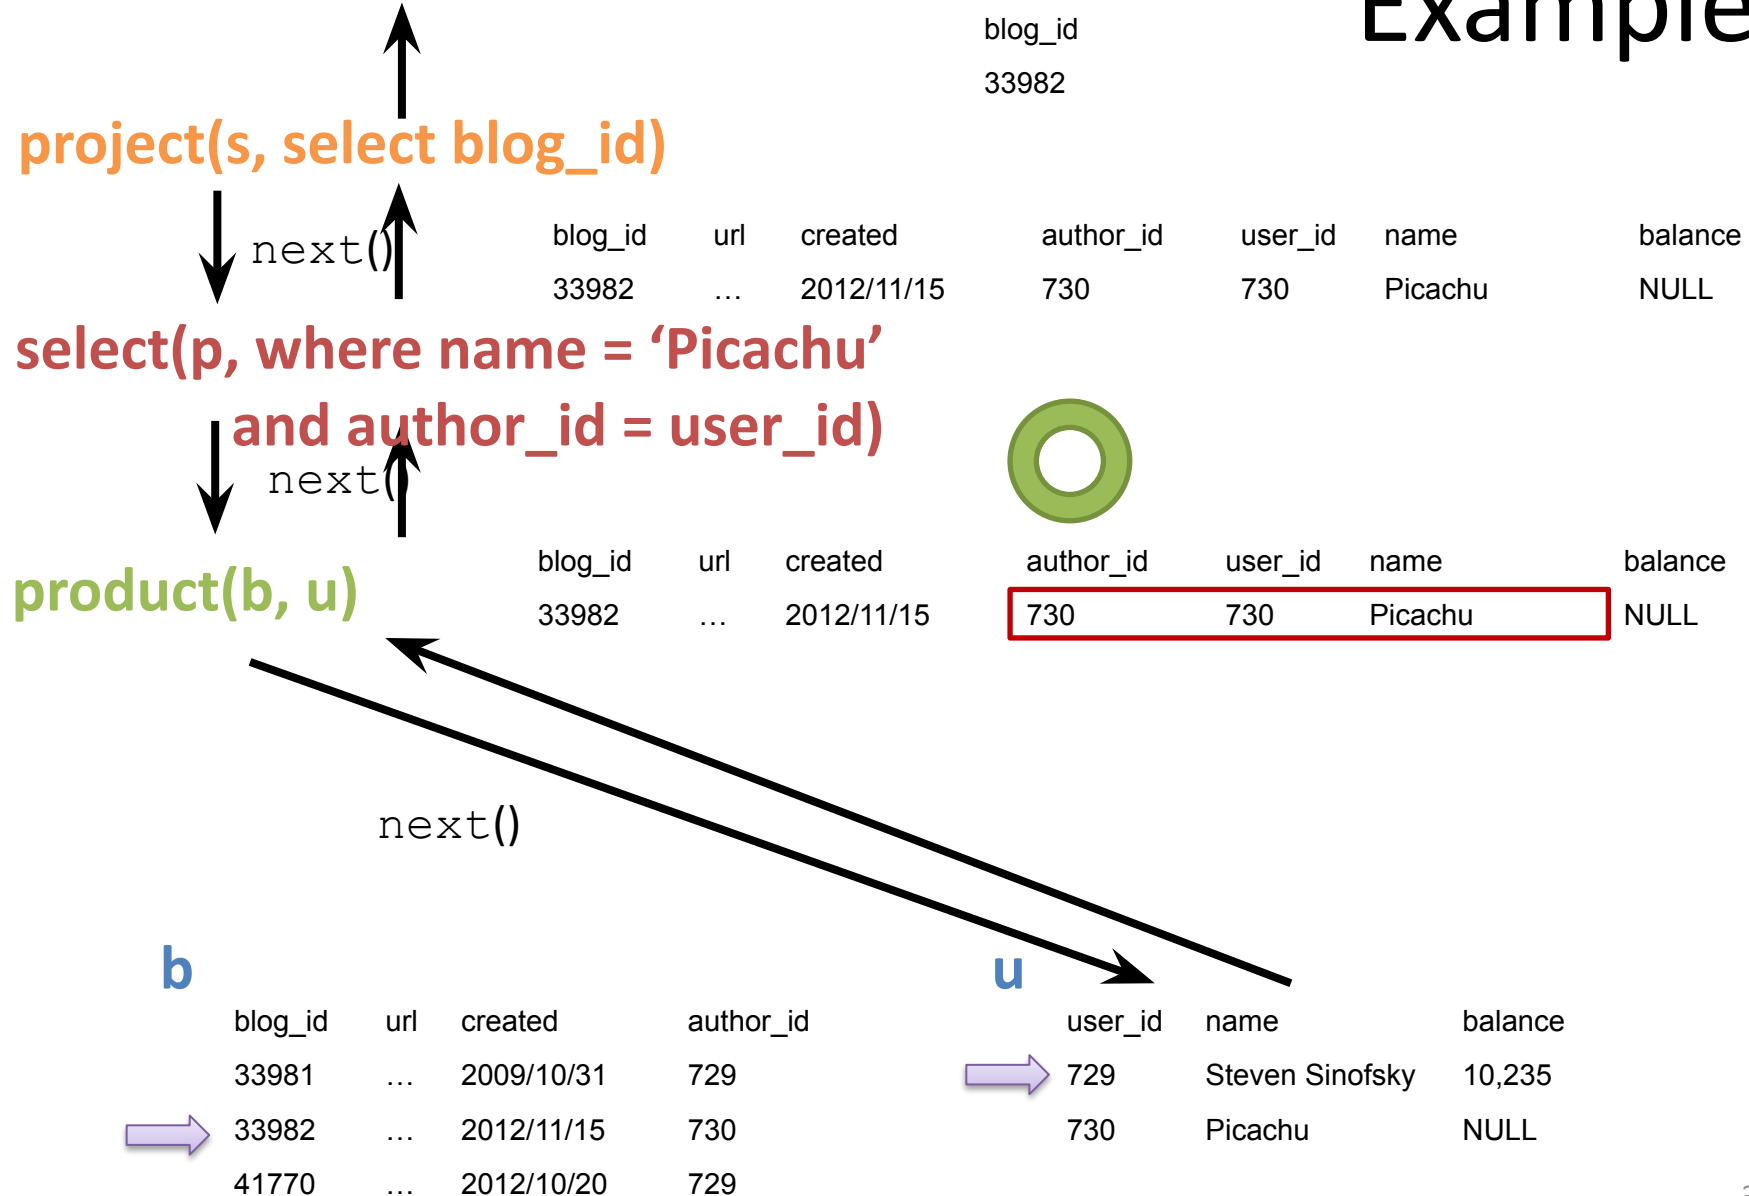 Example
blog_id
33982
project(s, select blog_id)
next()
blog_id url created author_id user_id name balance
33982 … 2012/11/15 730 730 Picachu NULL
select(p, where name = ‘Picachu’
and author_id = user_id)
next()
product(b, u)
blog_id url created author_id user_id name balance
33982 … 2012/11/15 730 730 Picachu NULL
next()
b
u
blog_id url created author_id
33981 … 2009/10/31 729
33982 … 2012/11/15 730
41770 … 2012/10/20 729
user_id name balance
729 Steven Sinofsky 10,235
730 Picachu NULL